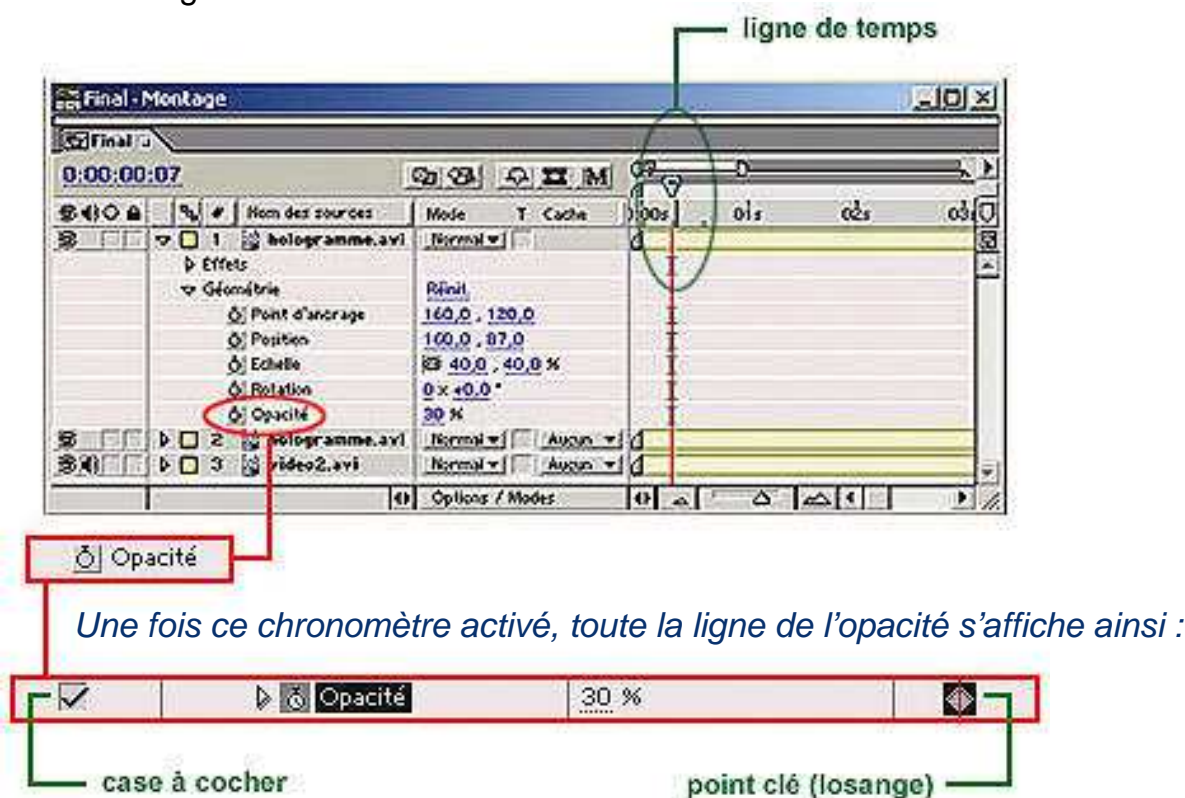 ligne de temps
Final - Montage
Final
0:00:00:07
M
:00s 01s 02s 03s
# Nom des sources Mode T Cache
1 hologramme.avi Normal
Effets
Géométrie Réinit.
Point d'ancrage 160,0 , 120,0
Position 160,0 , 87,0
Echelle 40,0 , 40,0 %
Rotation 0 x +0,0 °
Opacité 30 %
2 hologramme.avi Normal Aucun
3 video2.avi Normal Aucun
Options / Modes
Opacité
Une fois ce chronomètre activé, toute la ligne de l’opacité s’affiche ainsi :
Opacité 30 %
case à cocher point clé (losange)